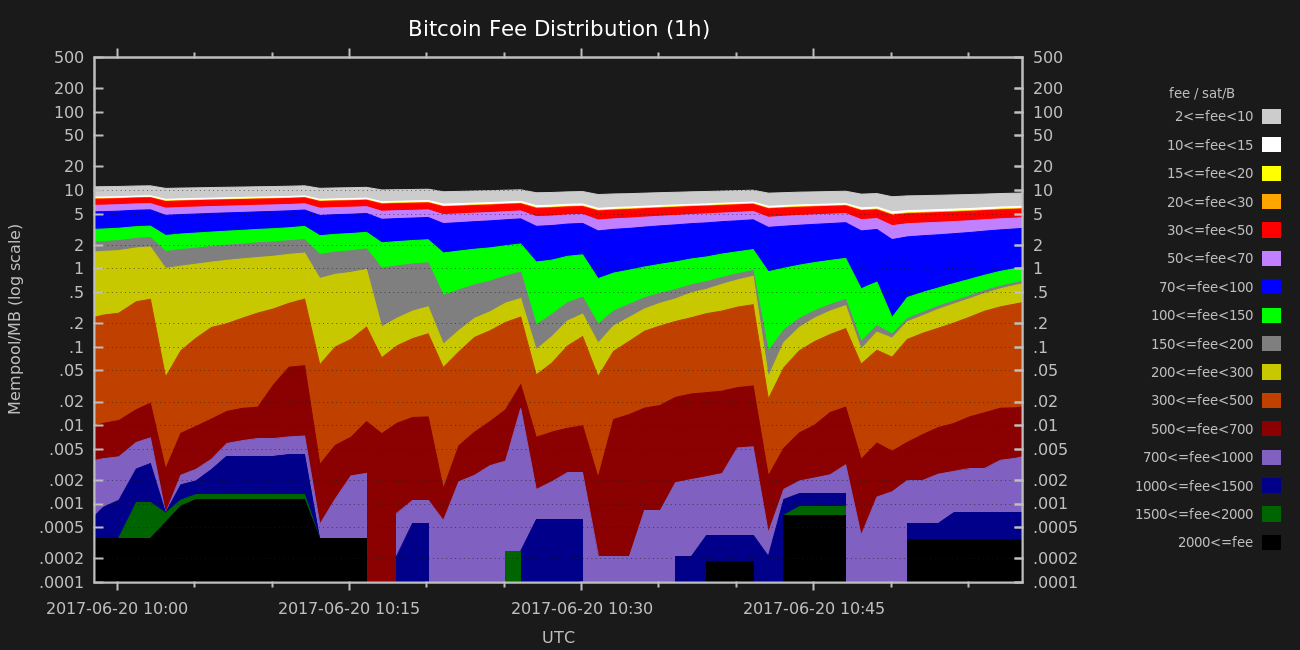 Bitcoin Fee Distribution (1h)
500 500
200 200
100 100
50 50
20 20
10 10
5 5
2 2
1 1
.5 .5
.2 .2
.1 .1
.05 .05
.02 .02
.01 .01
.005 .005
.002 .002
.001 .001
.0005 .0005
.0002 .0002
.0001 .0001
Mempool/MB (log scale)
2017-06-20 10:00 2017-06-20 10:15 2017-06-20 10:30 2017-06-20 10:45
UTC
fee / sat/B
2<=fee<10
10<=fee<15
15<=fee<20
20<=fee<30
30<=fee<50
50<=fee<70
70<=fee<100
100<=fee<150
150<=fee<200
200<=fee<300
300<=fee<500
500<=fee<700
700<=fee<1000
1000<=fee<1500
1500<=fee<2000
2000<=fee